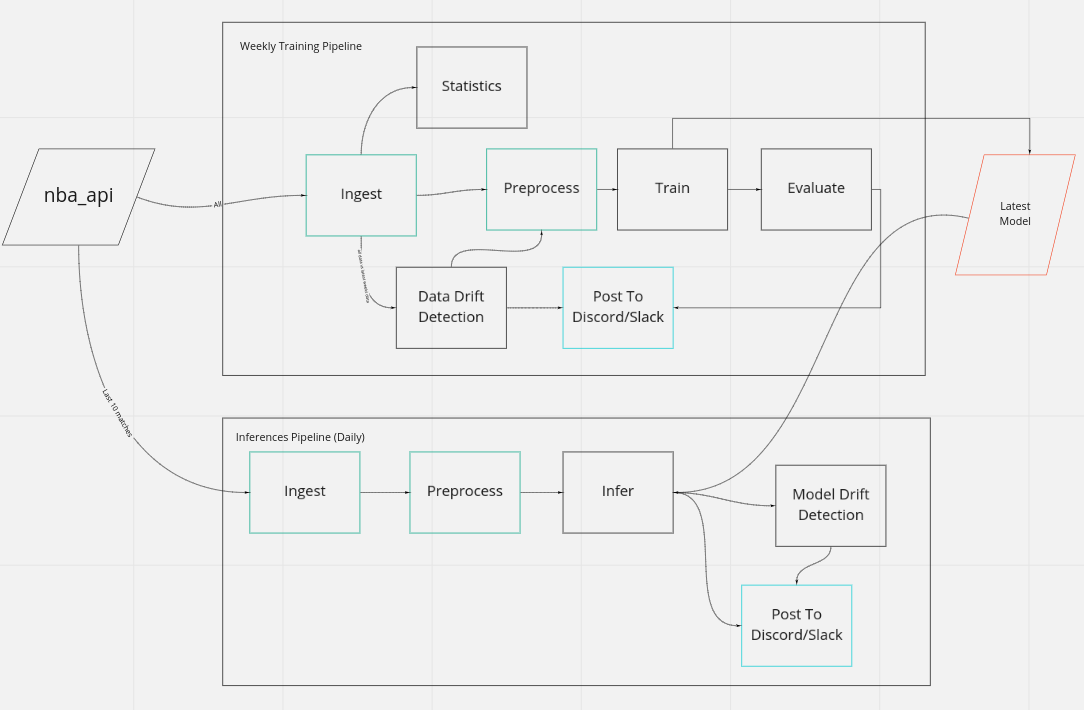 Weekly Training Pipeline
Statistics
nba_api
All
Ingest
Preprocess
Train
Evaluate
Latest
Model
Data Drift
Detection
Post To
Discord/Slack
Last 10 matches
Inferences Pipeline (Daily)
Ingest
Preprocess
Infer
Model Drift
Detection
Post To
Discord/Slack